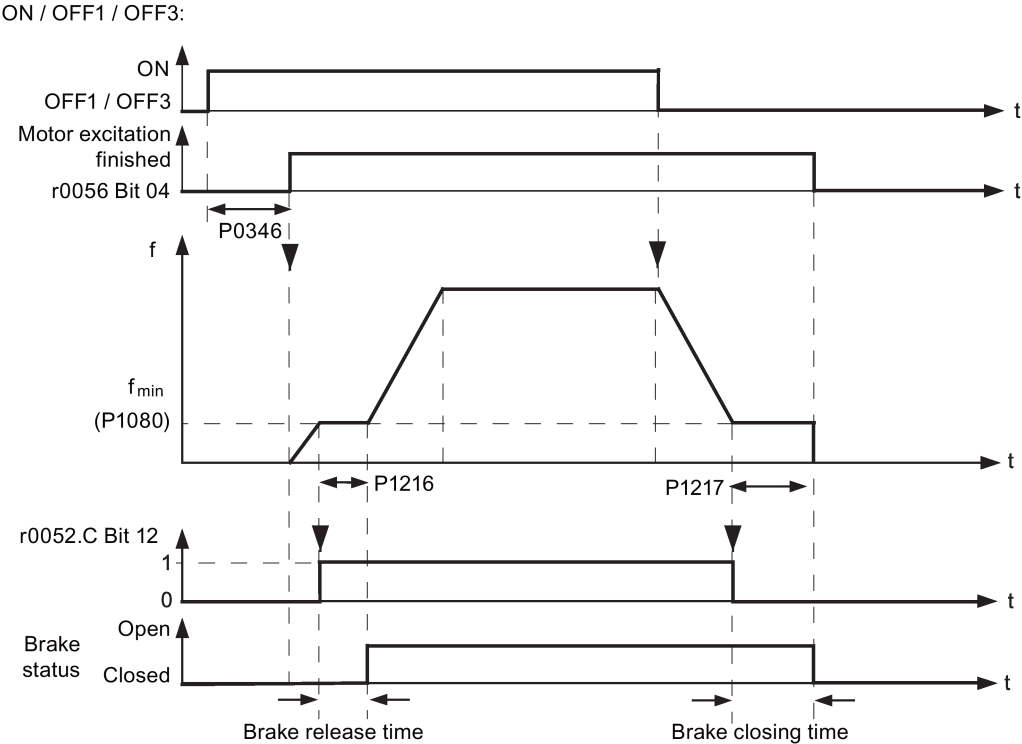 ON / OFF1 / OFF3:
ON
OFF1 / OFF3
t
Motor excitation
finished
r0056 Bit 04
t
P0346
f
fmin
(P1080)
t
P1216
P1217
r0052.C Bit 12
1
0
t
Open
Brake
status
Closed
t
Brake release time
Brake closing time